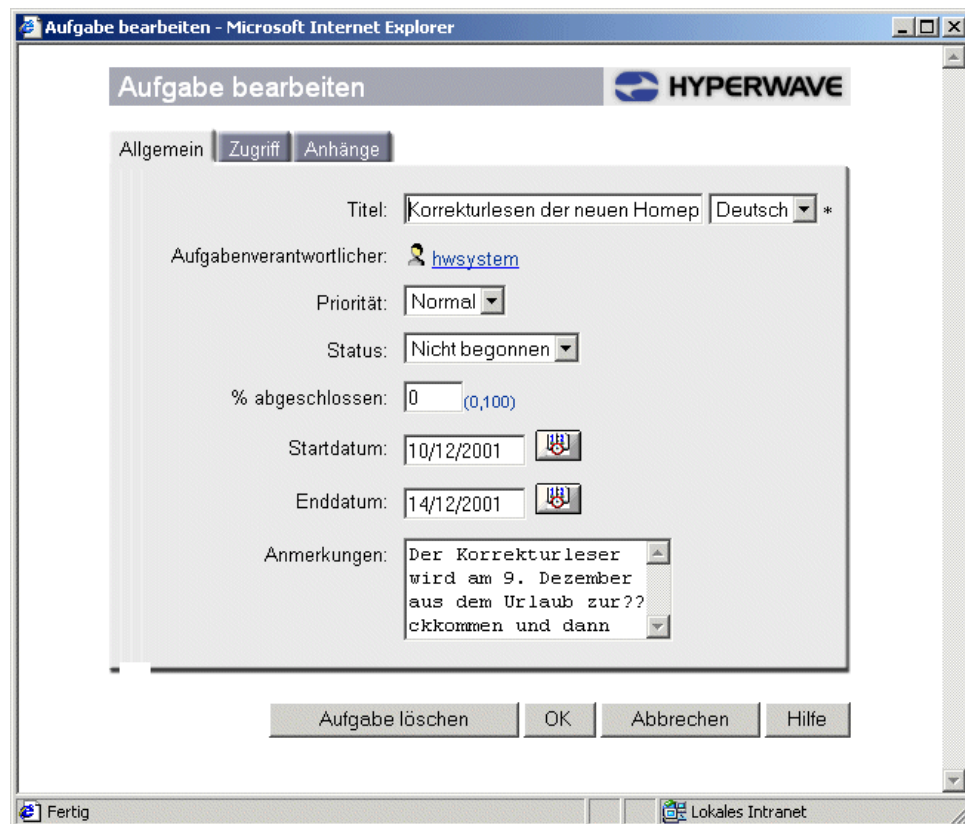 Aufgabe bearbeiten - Microsoft Internet Explorer
Aufgabe bearbeiten HYPERWAVE
Allgemein Zugriff Anhänge
Titel: Korrekturlesen der neuen Homep Deutsch *
Aufgabenverantwortlicher: hwsystem
Priorität: Normal
Status: Nicht begonnen
% abgeschlossen: 0 (0,100)
Startdatum: 10/12/2001
Enddatum: 14/12/2001
Anmerkungen: Der Korrekturleser
wird am 9. Dezember
aus dem Urlaub zur??
ckkommen und dann
Aufgabe löschen OK Abbrechen Hilfe
Fertig Lokales Intranet